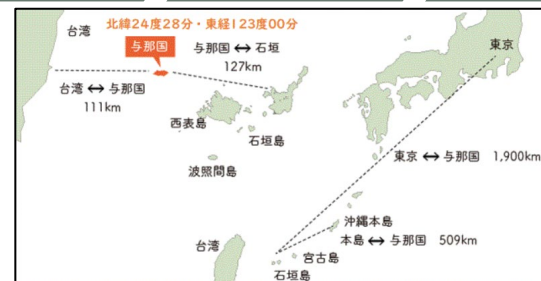 台湾
北緯24度28分・東経123度00分
与那国
与那国 ↔ 石垣
127km
台湾 ↔ 与那国
111km
西表島
石垣島
波照間島
東京
東京 ↔ 与那国 1,900km
沖縄本島
本島 ↔ 与那国 509km
宮古島
石垣島
台湾